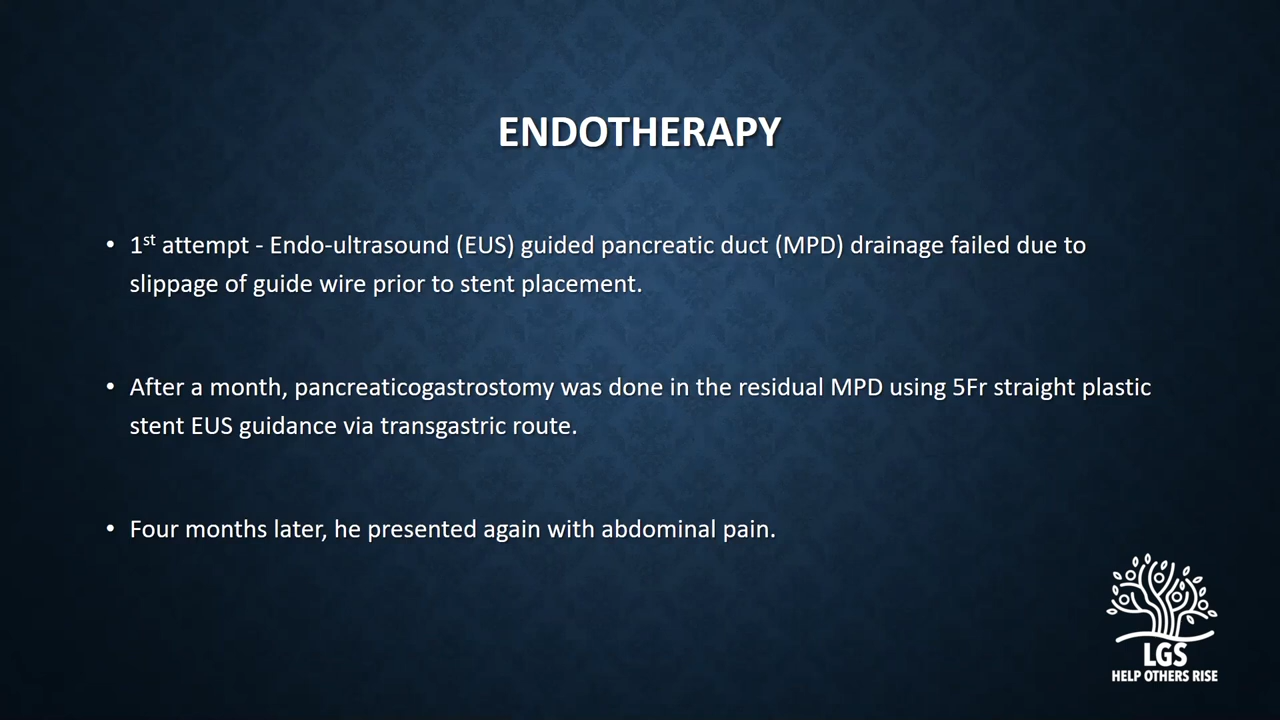 ENDOTHERAPY
• 1st attempt - Endo-ultrasound (EUS) guided pancreatic duct (MPD) drainage failed due to
slippage of guide wire prior to stent placement.
• After a month, pancreaticogastrostomy was done in the residual MPD using 5Fr straight plastic
stent EUS guidance via transgastric route.
• Four months later, he presented again with abdominal pain.
LGS
HELP OTHERS RISE